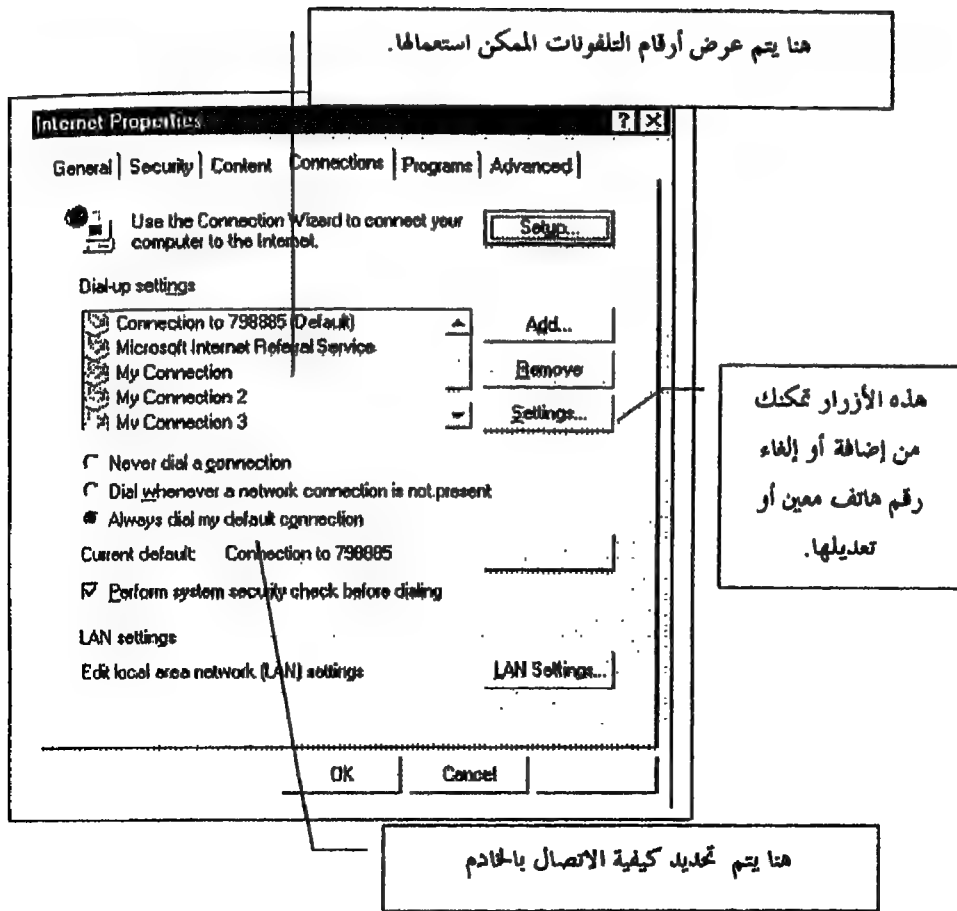 هنا يتم عرض أرقام التلفونات الممكن استعمالها.
Internet Properties
General Security Content Connections Programs Advanced
Use the Connection Wizard to connect your
computer to the Internet.
Setup...
Dial-up settings
Connection to 798885 (Default)
Microsoft Internet Referral Service
My Connection
My Connection 2
My Connection 3
Add...
Remove
Settings...
هذه الأزرار تمكنك
من إضافة أو إلغاء
رقم هاتف معين أو
تعديلها.
Never dial a connection
Dial whenever a network connection is not present
Always dial my default connection
Current default: Connection to 798885
Perform system security check before dialing
LAN settings
Edit local area network (LAN) settings
LAN Settings...
OK Cancel
هنا يتم تحديد كيفية الاتصال بالخادم